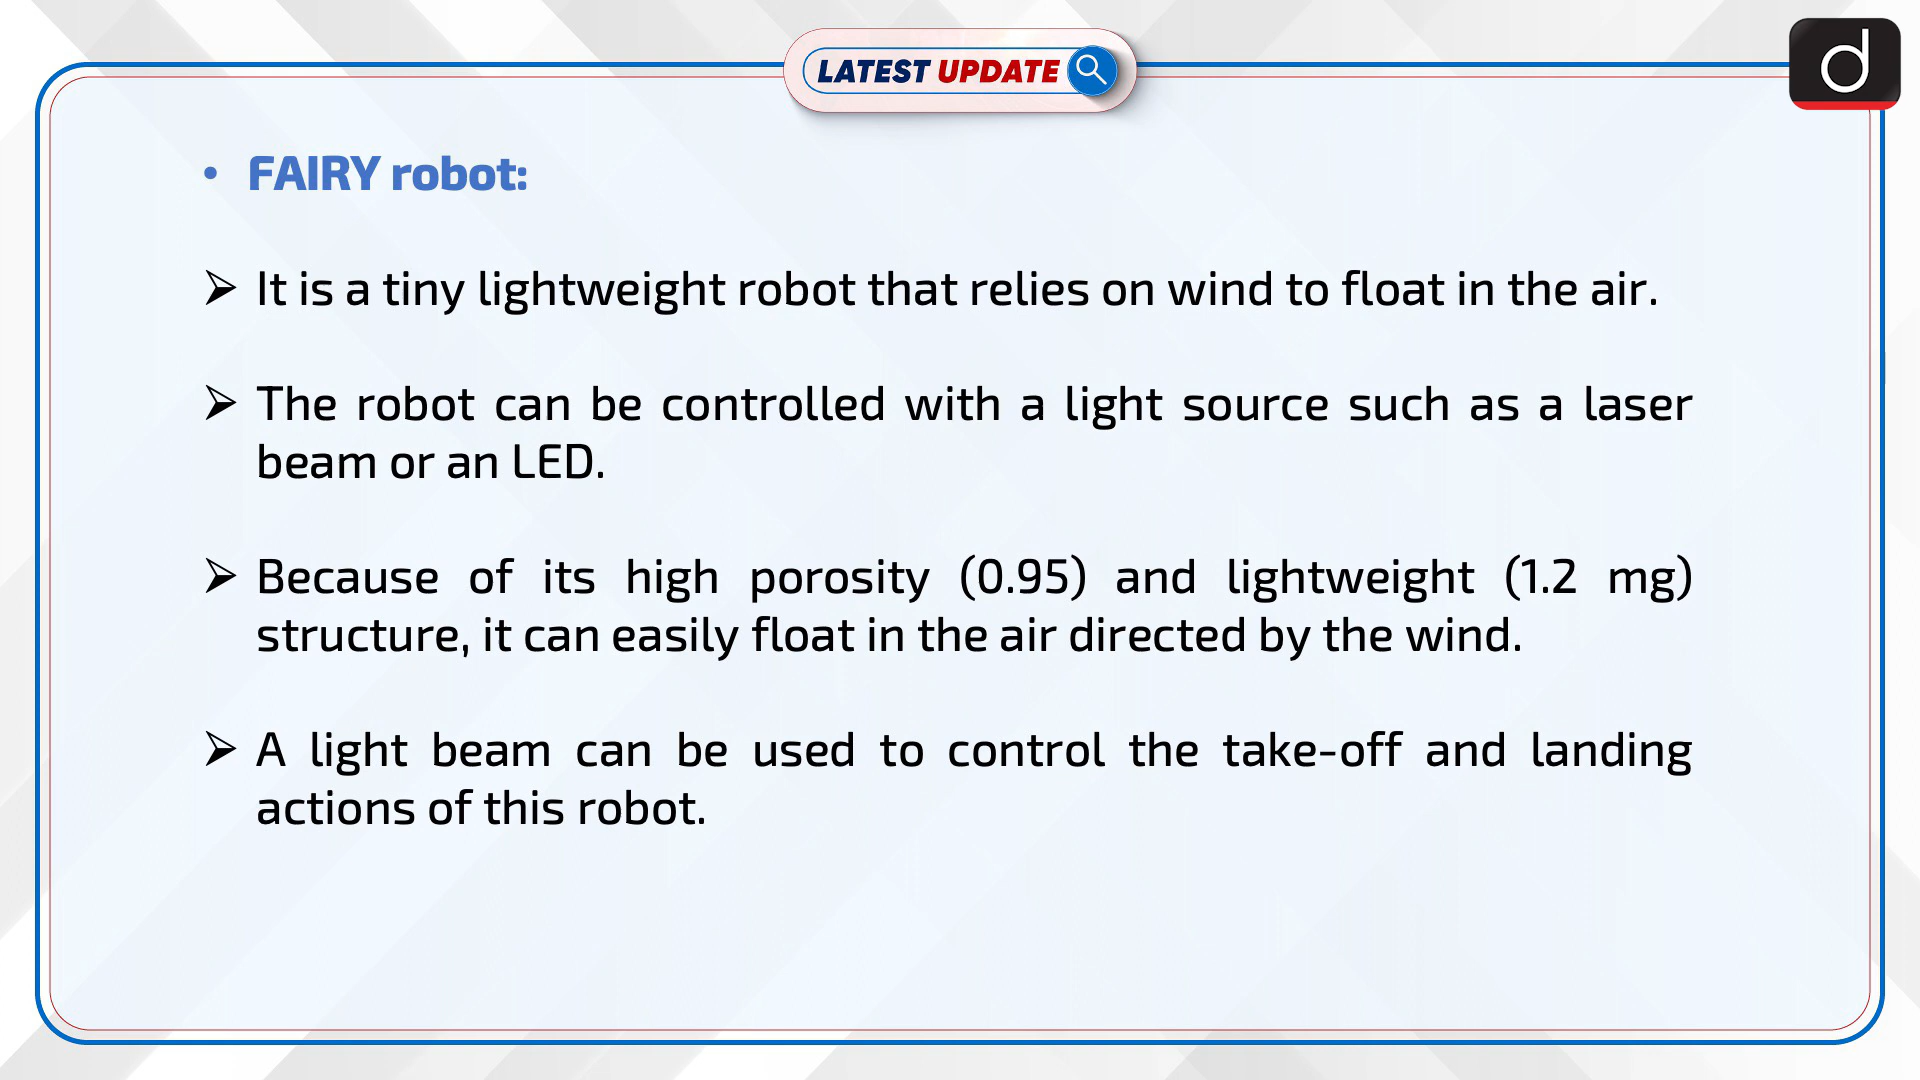 LATEST UPDATE
d
• FAIRY robot:
➢ It is a tiny lightweight robot that relies on wind to float in the air.
➢ The robot can be controlled with a light source such as a laser
beam or an LED.
➢ Because of its high porosity (0.95) and lightweight (1.2 mg)
structure, it can easily float in the air directed by the wind.
➢ A light beam can be used to control the take-off and landing
actions of this robot.